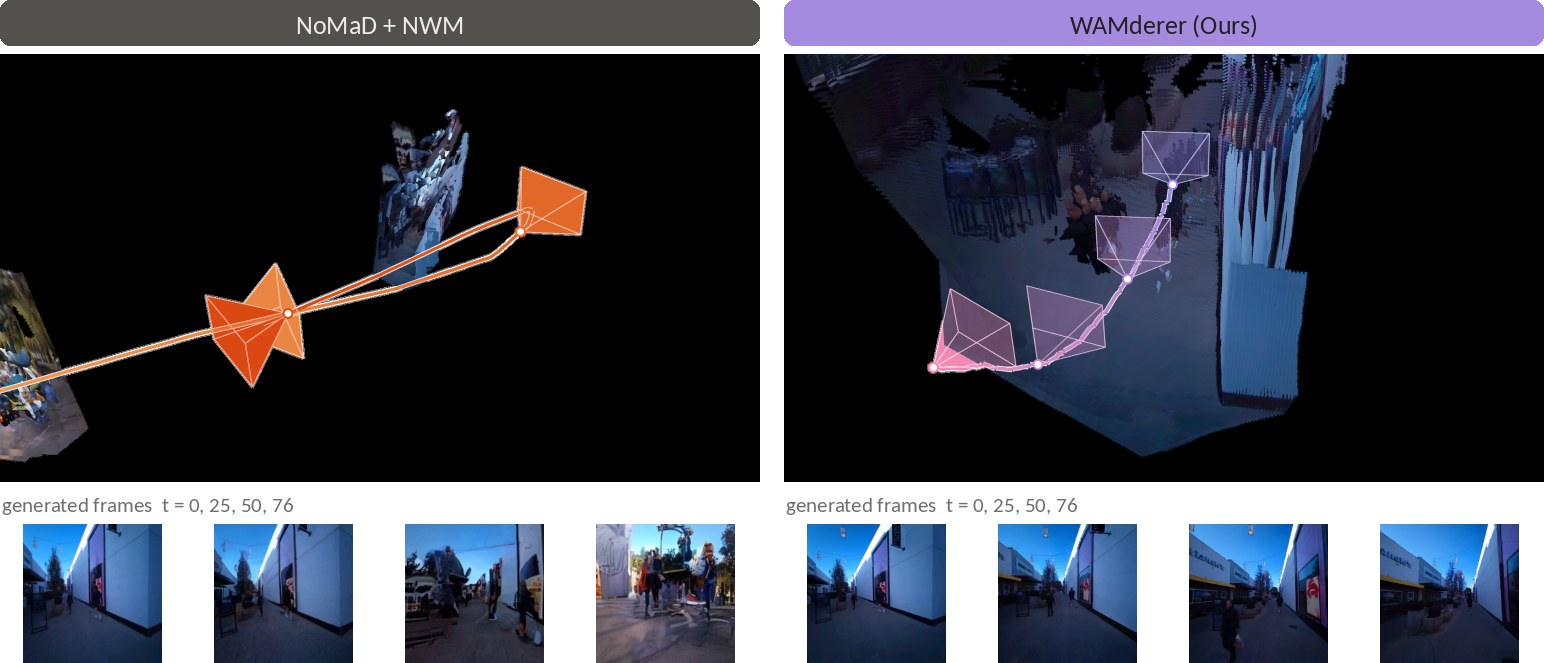 NoMaD + NWM
WAMderer (Ours)
generated frames t = 0, 25, 50, 76
generated frames t = 0, 25, 50, 76